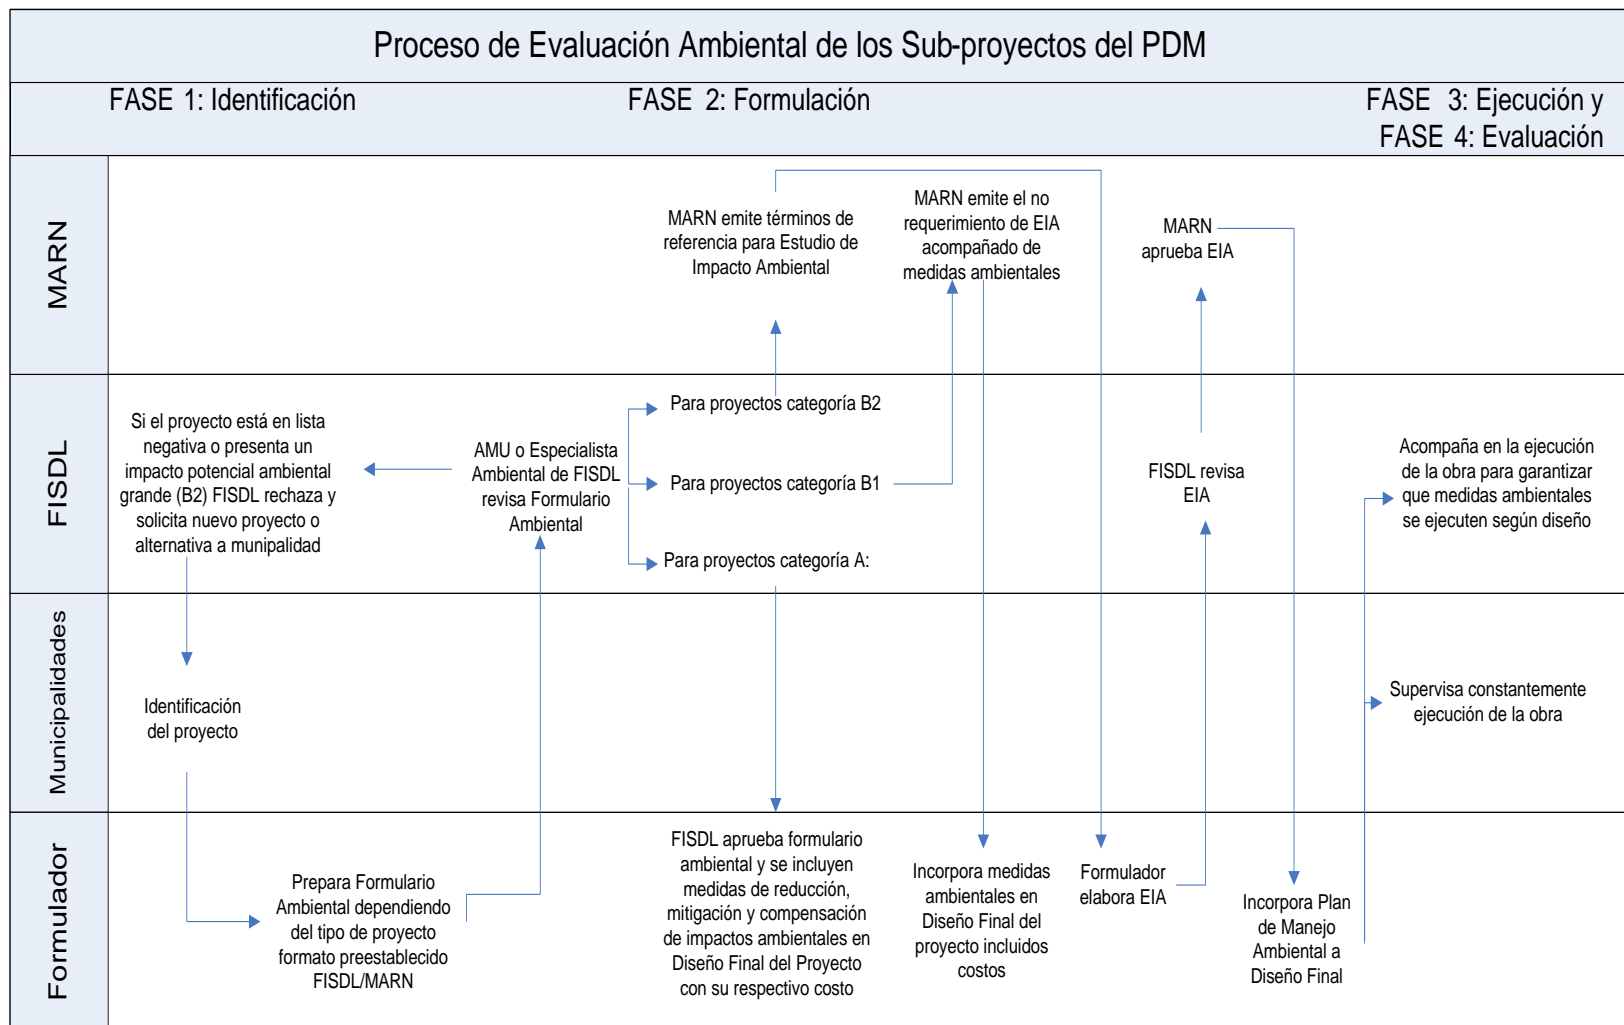 Proceso de Evaluación Ambiental de los Sub-proyectos del PDM
FASE 1: Identificación
FASE 2: Formulación
FASE 3: Ejecución y
FASE 4: Evaluación
MARN
MARN emite términos de
referencia para Estudio de
Impacto Ambiental
MARN emite el no
requerimiento de EIA
acompañado de
medidas ambientales
MARN
aprueba EIA
FISDL
Si el proyecto está en lista
negativa o presenta un
impacto potencial ambiental
grande (B2) FISDL rechaza y
solicita nuevo proyecto o
alternativa a munipalidad
AMU o Especialista
Ambiental de FISDL
revisa Formulario
Ambiental
Para proyectos categoría B2
Para proyectos categoría B1
Para proyectos categoría A:
FISDL revisa
EIA
Acompaña en la ejecución
de la obra para garantizar
que medidas ambientales
se ejecuten según diseño
Municipalidades
Identificación
del proyecto
Supervisa constantemente
ejecución de la obra
Formulador
Prepara Formulario
Ambiental dependiendo
del tipo de proyecto
formato preestablecido
FISDL/MARN
FISDL aprueba formulario
ambiental y se incluyen
medidas de reducción,
mitigación y compensación
de impactos ambientales en
Diseño Final del Proyecto
con su respectivo costo
Incorpora medidas
ambientales en
Diseño Final del
proyecto incluidos
costos
Formulador
elabora EIA
Incorpora Plan
de Manejo
Ambiental a
Diseño Final